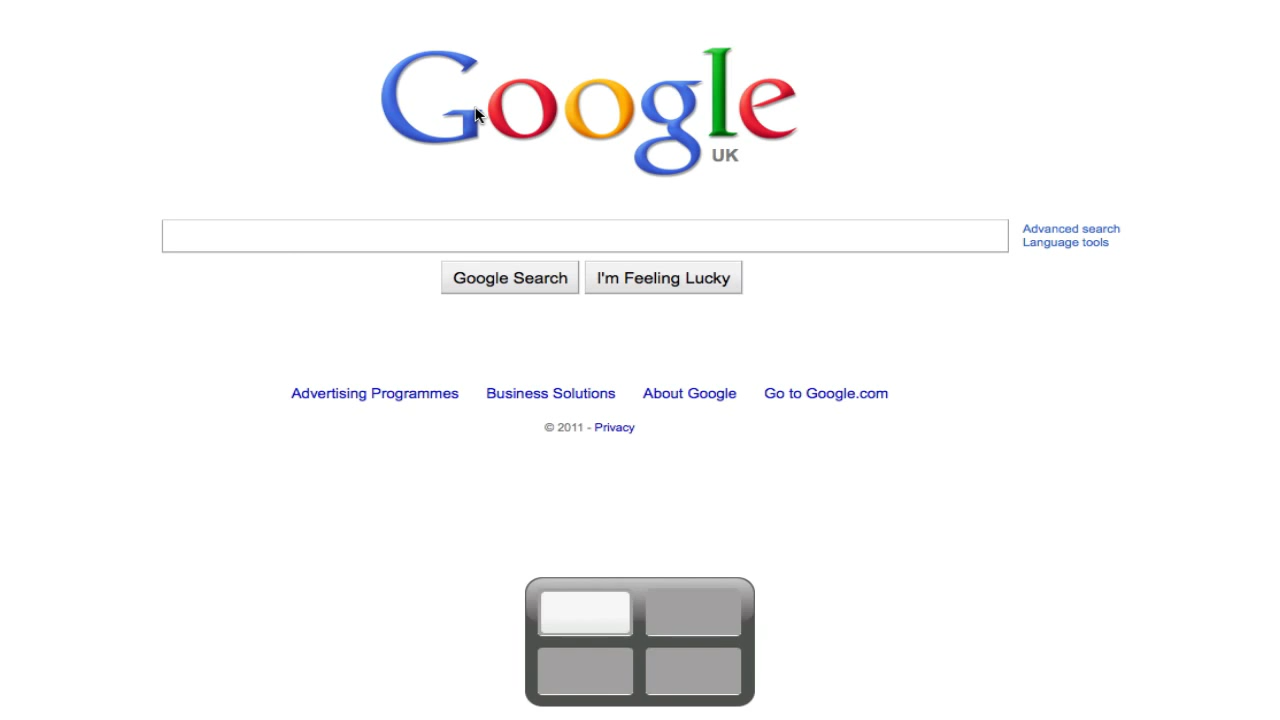 Google
UK
Advanced search
Language tools
Google Search I'm Feeling Lucky
Advertising Programmes Business Solutions About Google Go to Google.com
© 2011 - Privacy